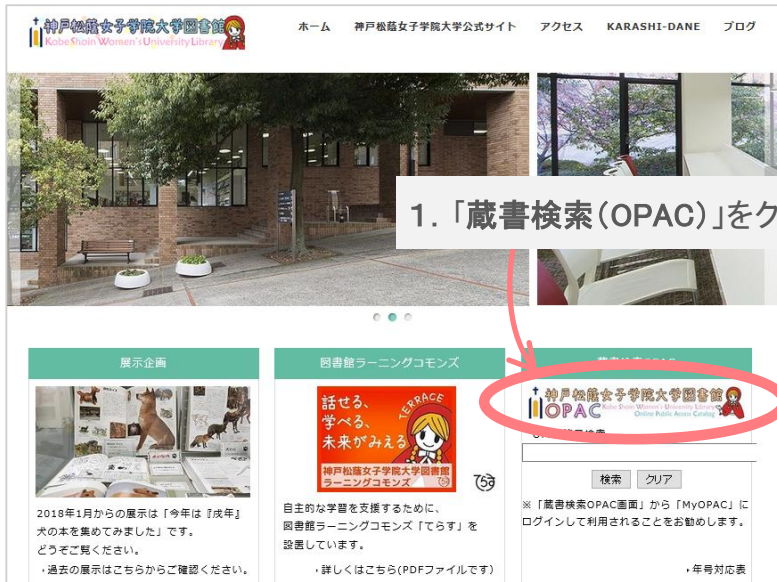 神戸松蔭女子学院大学図書館
Kobe Shoin Women's University Library
ホーム 神戸松蔭女子学院大学公式サイト アクセス KARASHI-DANE ブログ
1.「蔵書検索(OPAC)」をク
展示企画
2018年1月からの展示は「今年は『戌年』
犬の本を集めてみました」です。
どうぞご覧ください。
・過去の展示はこちらからご確認ください。
図書館ラーニングコモンズ
話せる、
学べる、
未来がみえる
TERRACE
神戸松蔭女子学院大学図書館
ラーニングコモンズ
自主的な学習を支援するために、
図書館ラーニングコモンズ「てらす」を
設置しています。
・詳しくはこちら(PDFファイルです)
神戸松蔭女子学院大学図書館
OPAC Kobe Shoin Women's University Library
Online Public Access Catalog
検索 クリア
※「蔵書検索OPAC画面」から「MyOPAC」に
ログインして利用されることをお勧めします。
・年号対応表